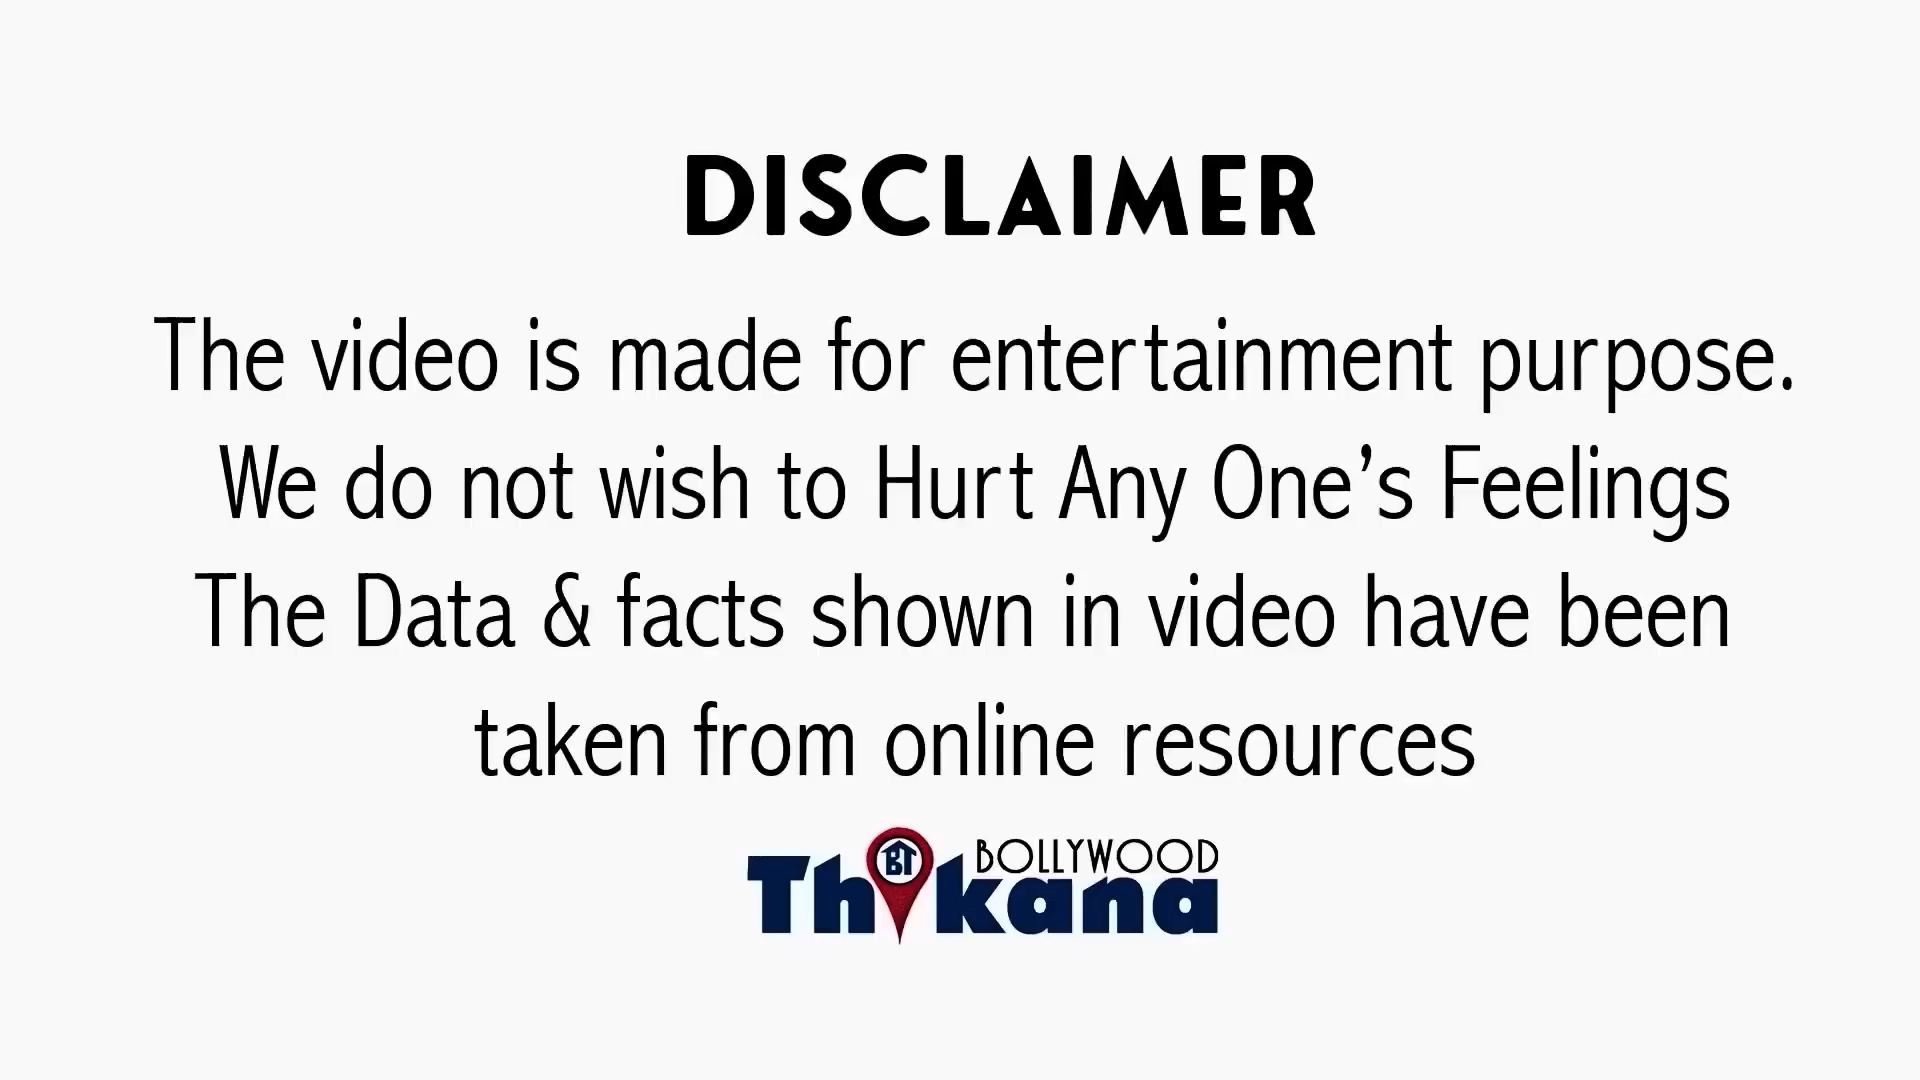 DISCLAIMER
The video is made for entertainment purpose.
We do not wish to Hurt Any One’s Feelings
The Data & facts shown in video have been
taken from online resources
BT
BOLLYWOOD
Thikana